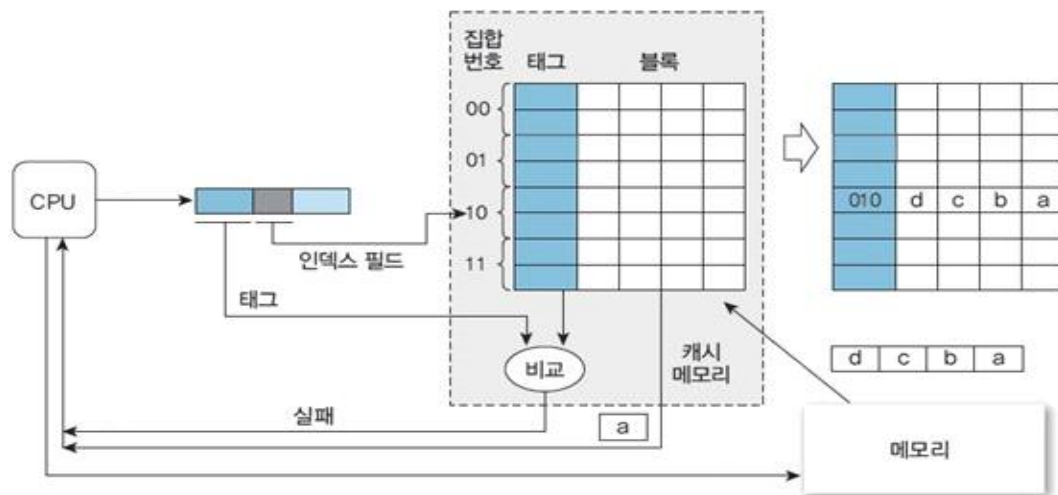 집합
번호 태그 블록
00
01
CPU
10
010 d c b a
인덱스 필드
11
태그
비교
캐시
메모리
d c b a
실패
a
메모리